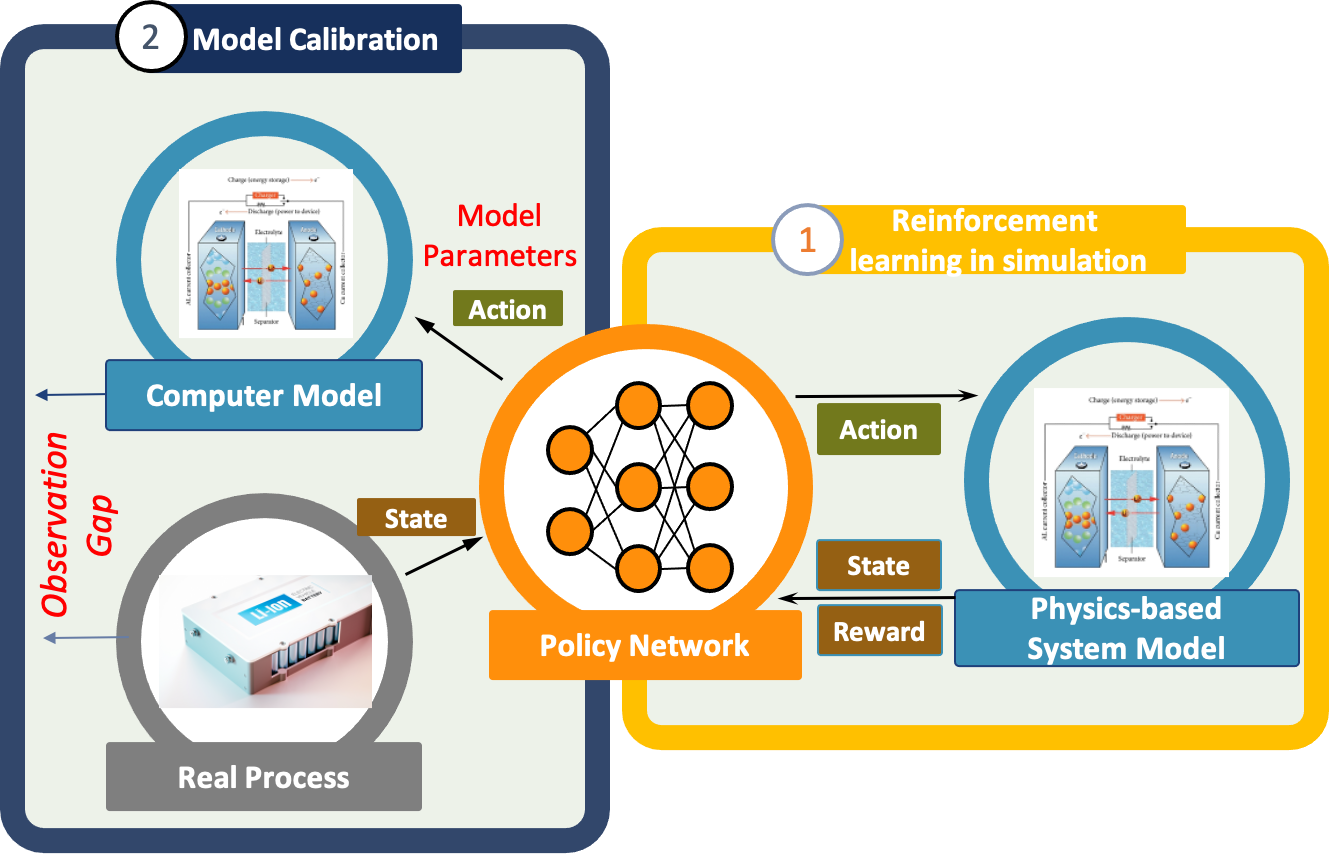 2
Model Calibration
Charge (energy storage)
e⁻
Charger
e⁻
Discharge (power to device)
Cathode
Anode
Electrolyte
AL current collector
Cu current collector
Separator
Model
Parameters
Action
Computer Model
Observation
Gap
State
Li-ion
BATTERY
Real Process
Policy Network
1
Reinforcement
learning in simulation
Action
State
Reward
Charge (energy storage)
e⁻
Charger
e⁻
Discharge (power to device)
Cathode
Anode
Electrolyte
AL current collector
Cu current collector
Separator
Physics-based
System Model